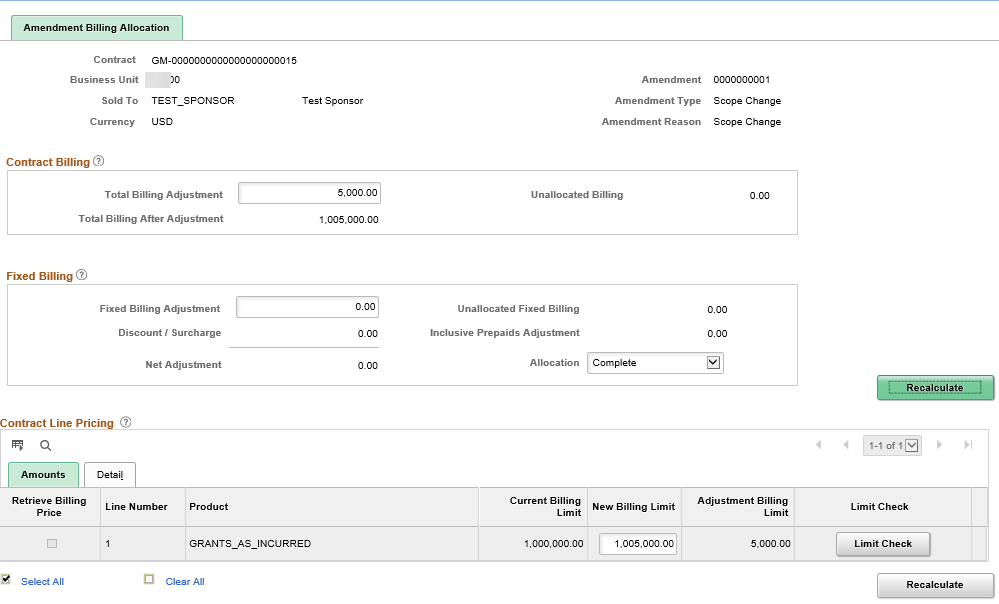 Amendment Billing Allocation
Contract GM-0000000000000000000015
Business Unit 00
Amendment 0000000001
Sold To TEST_SPONSOR Test Sponsor
Amendment Type Scope Change
Currency USD
Amendment Reason Scope Change
Contract Billing ?
Total Billing Adjustment 5,000.00
Unallocated Billing 0.00
Total Billing After Adjustment 1,005,000.00
Fixed Billing ?
Fixed Billing Adjustment 0.00
Unallocated Fixed Billing 0.00
Discount / Surcharge 0.00
Inclusive Prepaids Adjustment 0.00
Net Adjustment 0.00
Allocation Complete
Recalculate
Contract Line Pricing ?
1-1 of 1
Amounts Detail
Retrieve Billing Price
Line Number
Product
Current Billing Limit
New Billing Limit
Adjustment Billing Limit
Limit Check
1 GRANTS_AS_INCURRED 1,000,000.00 1,005,000.00 5,000.00 Limit Check
Select All Clear All
Recalculate